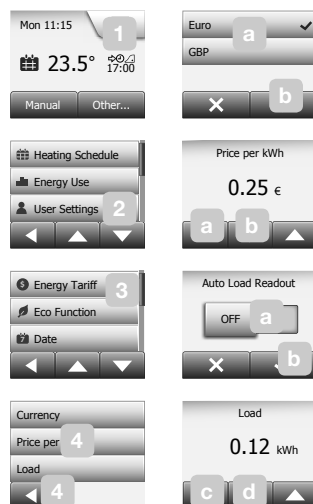 Mon 11:15
1
23.5°
17:00
Manual Other...
Heating Schedule
Energy Use
User Settings
2
Energy Tariff
3
Eco Function
7 Date
Currency
Price per
4
Load
4
Euro
a
GBP
b
Price per kWh
0.25 €
a b
Auto Load Readout
OFF
a
b
Load
0.12 kWh
c d